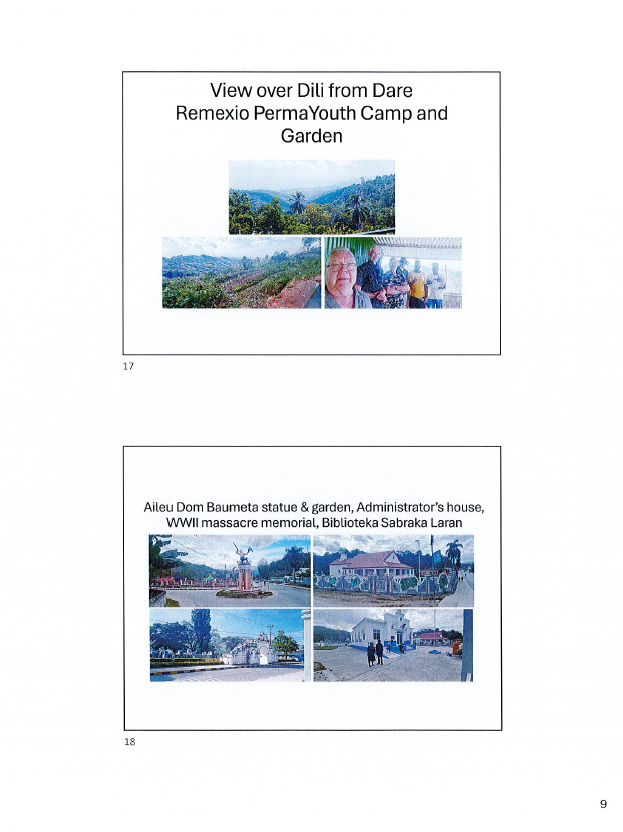 View over Dili from Dare
Remexio PermaYouth Camp and
Garden
17
Aileu Dom Baumeta statue & garden, Administrator's house,
WWII massacre memorial, Biblioteka Sabraka Laran
18
9